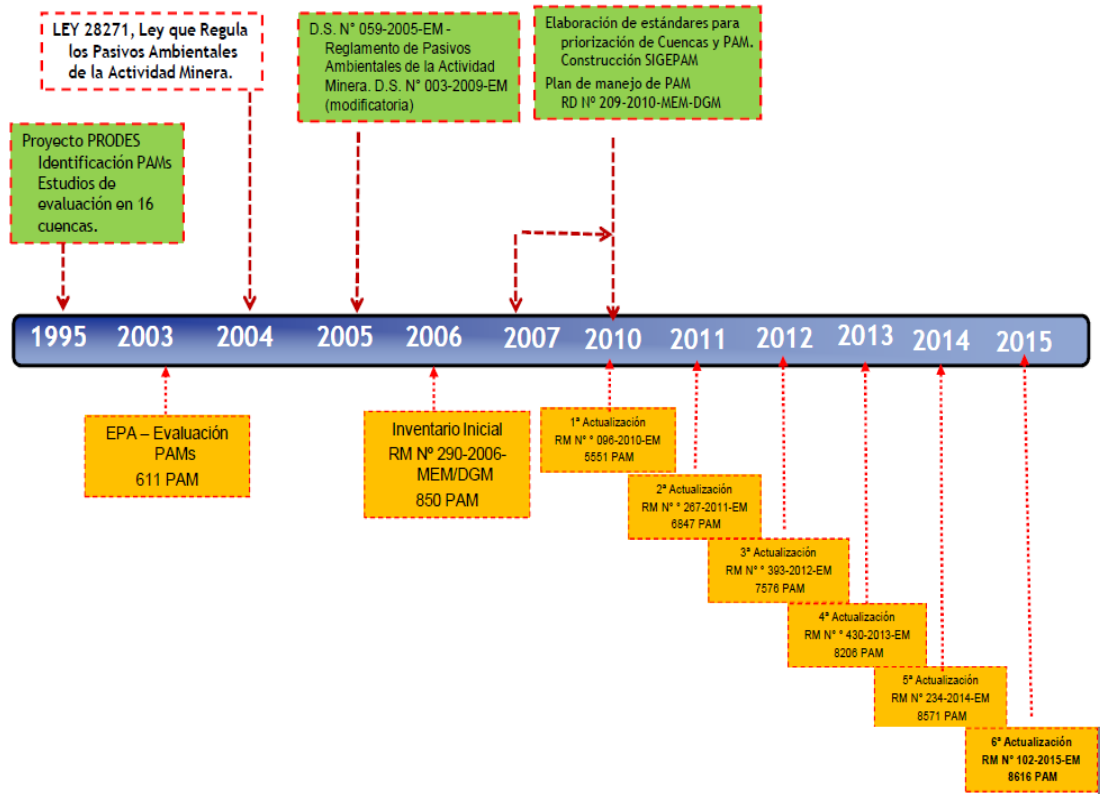 LEY 28271, Ley que Regula
los Pasivos Ambientales
de la Actividad Minera.
D.S. N° 059-2005-EM -
Reglamento de Pasivos
Ambientales de la Actividad
Minera. D.S. N° 003-2009-EM
(modificatoria)
Elaboración de estándares para
priorización de Cuencas y PAM.
Construcción SIGEPAM
Plan de manejo de PAM
RD Nº 209-2010-MEM-DGM
Proyecto PRODES
Identificación PAMs
Estudios de
evaluación en 16
cuencas.
1995 2003 2004 2005 2006 2007 2010 2011 2012 2013 2014 2015
EPA – Evaluación
PAMs
611 PAM
Inventario Inicial
RM Nº 290-2006-
MEM/DGM
850 PAM
1ª Actualización
RM N° ° 096-2010-EM
5551 PAM
2ª Actualización
RM N° ° 267-2011-EM
6847 PAM
3ª Actualización
RM N° ° 393-2012-EM
7576 PAM
4ª Actualización
RM N° ° 430-2013-EM
8206 PAM
5ª Actualización
RM N° 234-2014-EM
8571 PAM
6ª Actualización
RM N° 102-2015-EM
8616 PAM